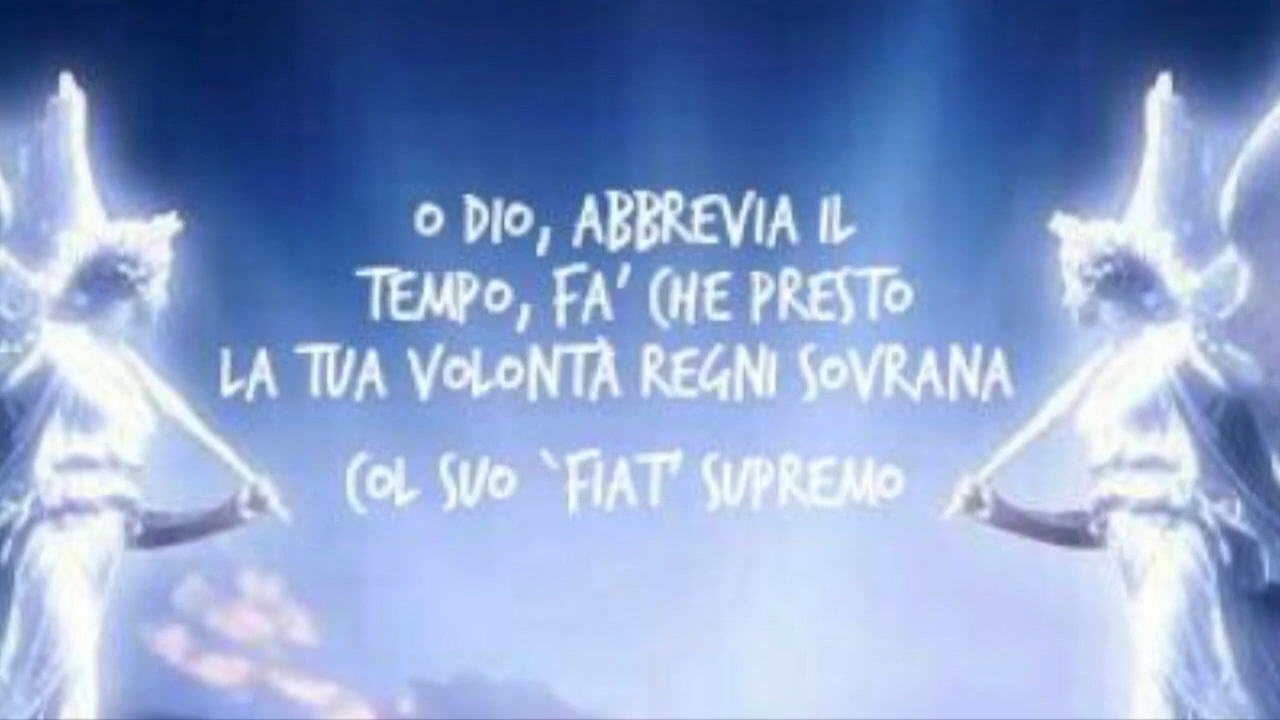 O DIO, ABBREVIA IL
TEMPO, FA' CHE PRESTO
LA TUA VOLONTÀ REGNI SOVRANA
COL SUO `FIAT' SUPREMO